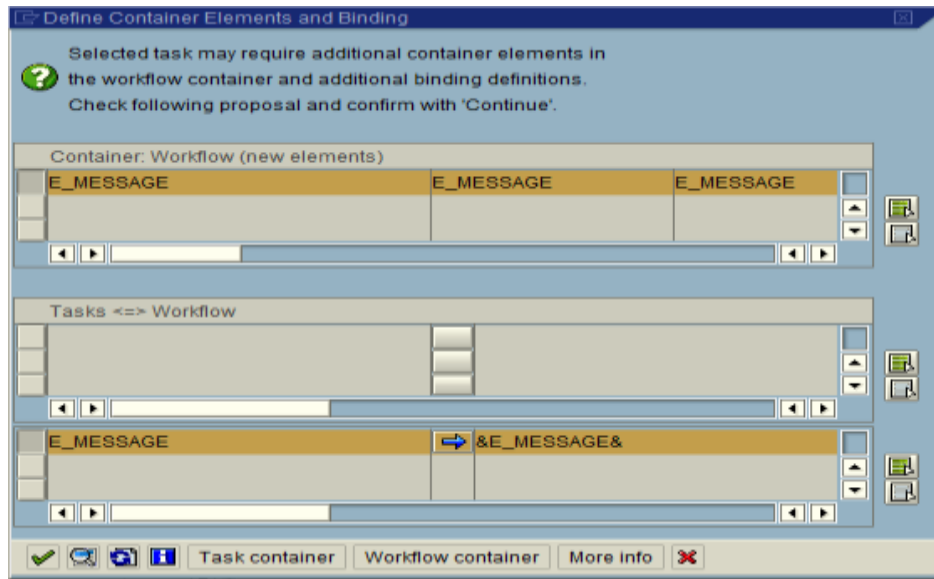 Define Container Elements and Binding
Selected task may require additional container elements in
the workflow container and additional binding definitions.
Check following proposal and confirm with 'Continue'.
Container: Workflow (new elements)
E_MESSAGE E_MESSAGE E_MESSAGE
Tasks <=> Workflow
E_MESSAGE &E_MESSAGE&
Task container Workflow container More info